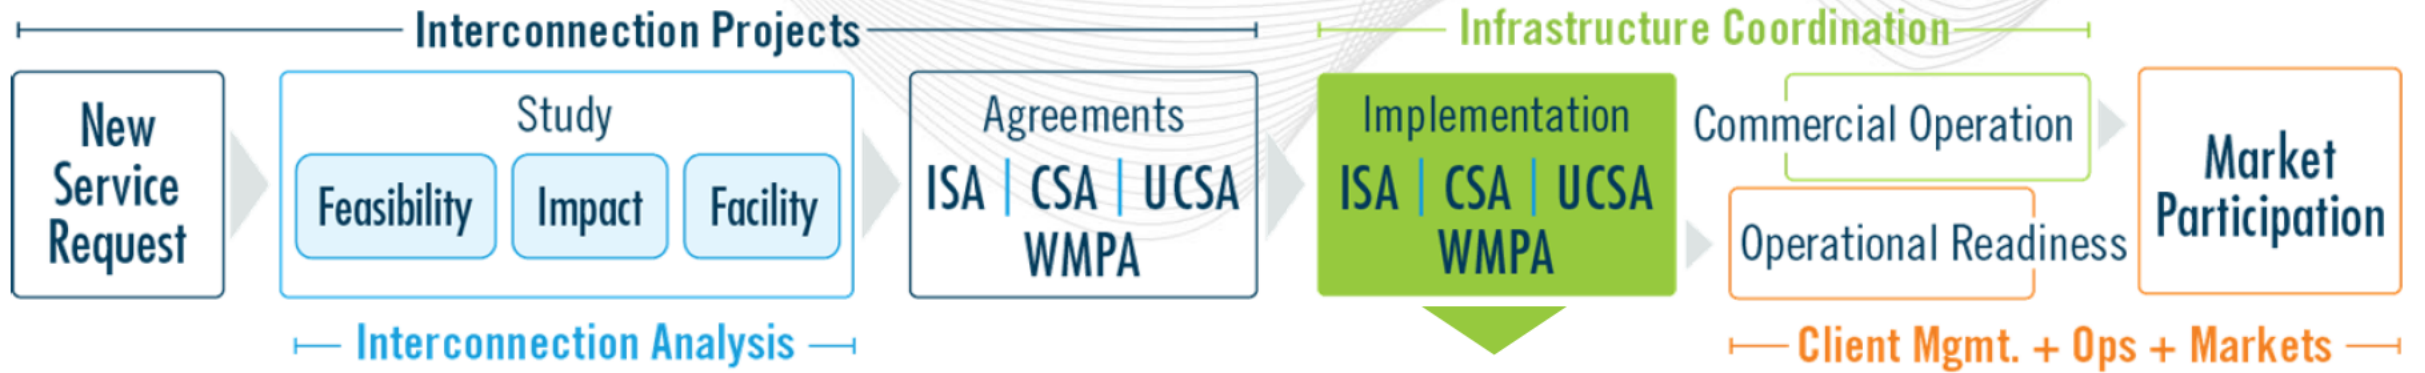 Interconnection Projects
Infrastructure Coordination
New
Service
Request
Study
Feasibility
Impact
Facility
Agreements
ISA | CSA | UCSA
WMPA
Implementation
ISA | CSA | UCSA
WMPA
Commercial Operation
Operational Readiness
Market
Participation
Interconnection Analysis
Client Mgmt. + Ops + Markets